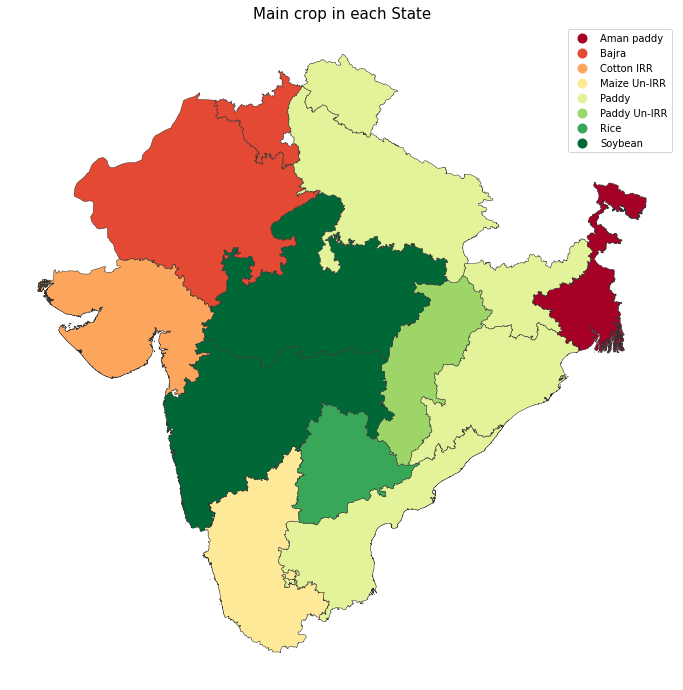 Main crop in each State
Aman paddy
Bajra
Cotton IRR
Maize Un-IRR
Paddy
Paddy Un-IRR
Rice
Soybean